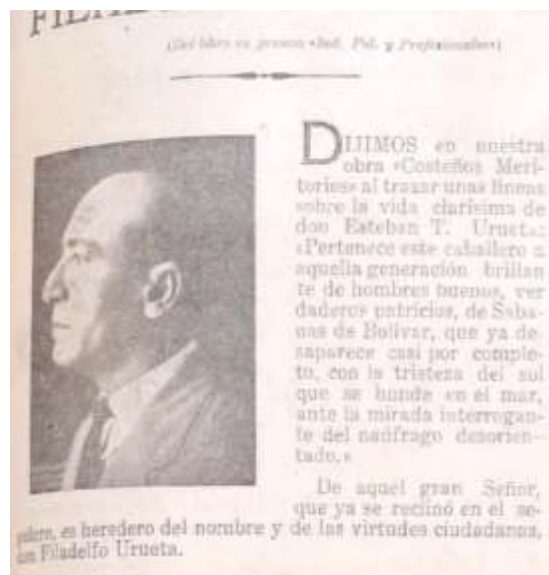 (Del libro en prensa «Ind. Pol. y Profesionales»)
DIJIMOS en nuestra
obra «Costeños Meri-
torios» al trazar unas líneas
sobre la vida clarísima de
don Esteban T. Urueta:
«Pertenece este caballero a
aquella generación brillan
te de hombres buenos, ver
daderos patricios, de Saba-
nas de Bolívar, que ya de-
saparece casi por comple-
to, con la tristeza del sol
que se hunde en el mar,
ante la mirada interrogan-
te del naúfrago desorien-
tado.»
De aquel gran Señor,
que ya se reclinó en el se-
pulcro, es heredero del nombre y de las virtudes ciudadanas,
don Filadelfo Urueta.